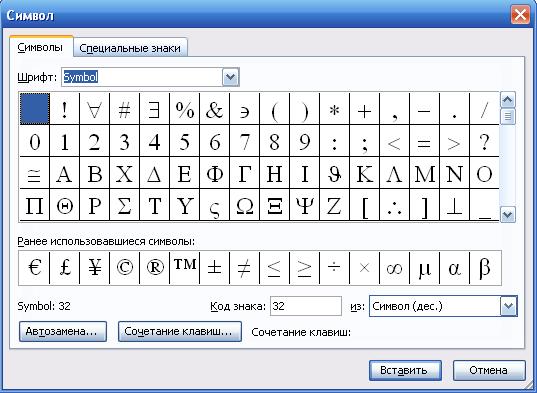 Символ
Символы Специальные знаки
Шрифт: Symbol
! ∀ # ∃ % & ϶ ( ) ∗ + , − . /
0 1 2 3 4 5 6 7 8 9 : ; < = > ?
≅ Α Β Χ Δ Ε Φ Γ Η Ι ϑ Κ Λ Μ Ν Ο
Π Θ Ρ Σ Τ Υ ς Ω Ξ Ψ Ζ [ ∴ ] ⊥ _
Ранее использовавшиеся символы:
€ £ ¥ © ® ™ ± ≠ ≤ ≥ ÷ × ∞ µ α β
Symbol: 32 Код знака: 32 из: Символ (дес.)
Автозамена... Сочетание клавиш... Сочетание клавиш:
Вставить Отмена